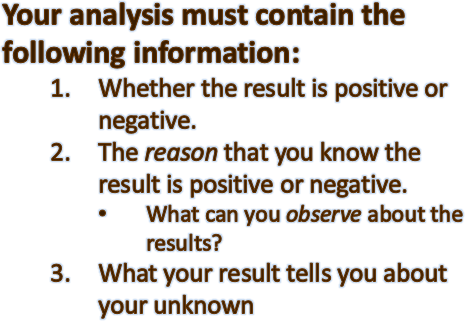 Your analysis must contain the
following information:
1. Whether the result is positive or
negative.
2. The reason that you know the
result is positive or negative.
• What can you observe about the
results?
3. What your result tells you about
your unknown